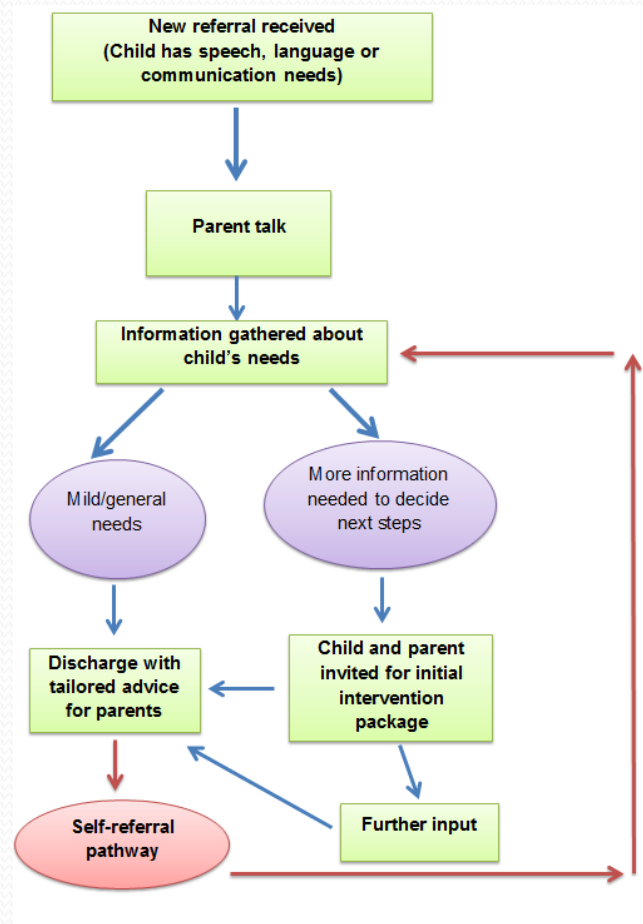 New referral received
(Child has speech, language or
communication needs)
Parent talk
Information gathered about
child's needs
Mild/general
needs
More information
needed to decide
next steps
Discharge with
tailored advice
for parents
Child and parent
invited for initial
intervention
package
Self-referral
pathway
Further input